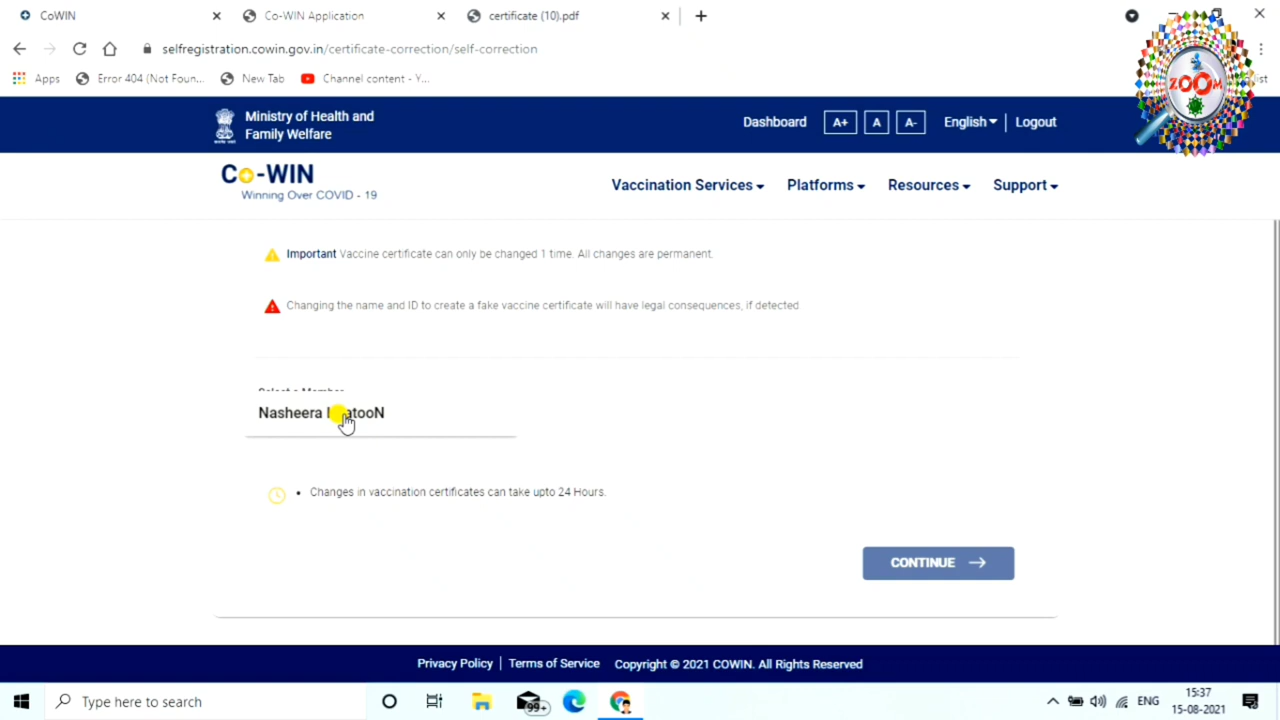 CoWIN
Co-WIN Application
certificate (10).pdf
selfregistration.cowin.gov.in/certificate-correction/self-correction
Apps
Error 404 (Not Foun...
New Tab
Channel content - Y...
ZOOM
Ministry of Health and
Family Welfare
Dashboard
A+
A
A-
English
Logout
Co-WIN
Winning Over COVID - 19
Vaccination Services
Platforms
Resources
Support
Important Vaccine certificate can only be changed 1 time. All changes are permanent.
Changing the name and ID to create a fake vaccine certificate will have legal consequences, if detected
Select a Member
Nasheera
• Changes in vaccination certificates can take upto 24 Hours.
CONTINUE
Privacy Policy | Terms of Service
Copyright © 2021 COWIN. All Rights Reserved
Type here to search
99+
ENG
15:37
15-08-2021